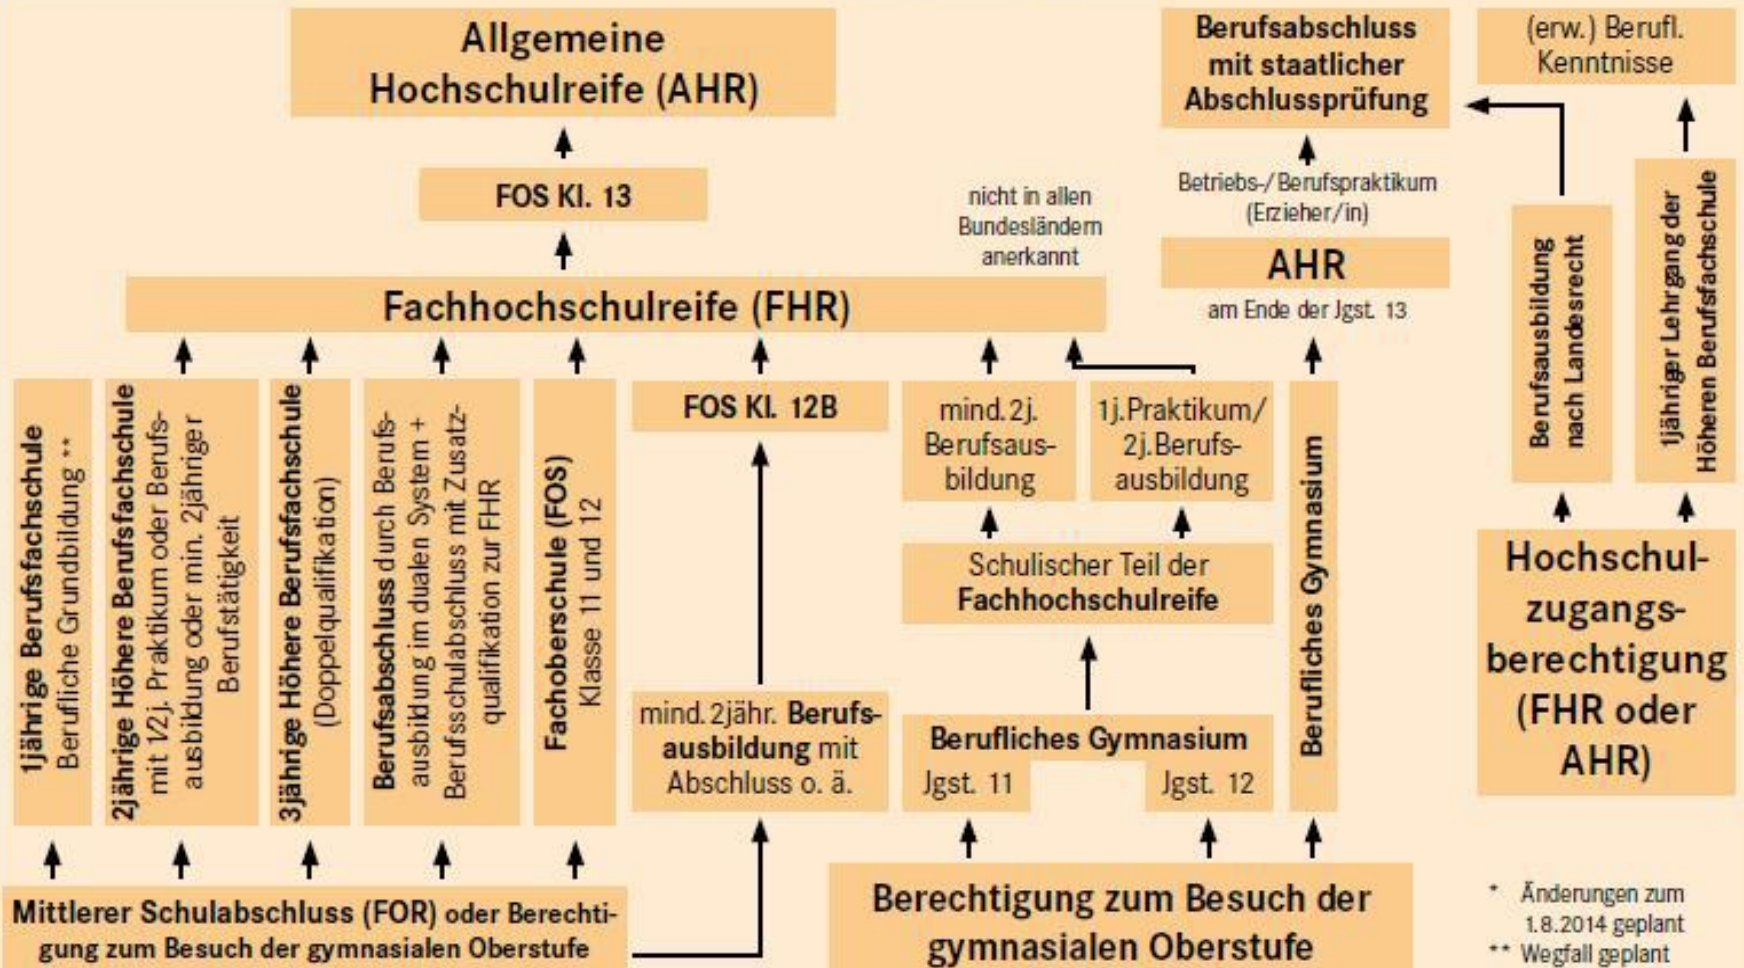 Allgemeine
Hochschulreife (AHR)
Berufsabschluss
mit staatlicher
Abschlussprüfung
(erw.) Berufl.
Kenntnisse
FOS Kl. 13
nicht in allen
Bundesländern
anerkannt
Betriebs-/Berufspraktikum
(Erzieher/in)
AHR
am Ende der Jgst. 13
Berufsausbildung
nach Landesrecht
1jähriger Lehrgang der
Höheren Berufsfachschule
Fachhochschulreife (FHR)
1jährige Berufsfachschule
Berufliche Grundbildung **
2jährige Höhere Berufsfachschule
mit 1/2j. Praktikum oder Berufs-
ausbildung oder min. 2jähriger
Berufstätigkeit
3jährige Höhere Berufsfachschule
(Doppelqualifikation)
Berufsabschluss durch Berufs-
ausbildung im dualen System +
Berufsschulabschluss mit Zusatz-
qualifikation zur FHR
Fachoberschule (FOS)
Klasse 11 und 12
FOS Kl. 12B
mind. 2jähr. Berufs-
ausbildung mit
Abschluss o. ä.
mind. 2j.
Berufsaus-
bildung
1j. Praktikum/
2j. Berufs-
ausbildung
Schulischer Teil der
Fachhochschulreife
Berufliches Gymnasium
Jgst. 11
Jgst. 12
Berufliches Gymnasium
Hochschul-
zugangs-
berechtigung
(FHR oder
AHR)
Mittlerer Schulabschluss (FOR) oder Berechti-
gung zum Besuch der gymnasialen Oberstufe
Berechtigung zum Besuch der
gymnasialen Oberstufe
* Änderungen zum
1.8.2014 geplant
** Wegfall geplant